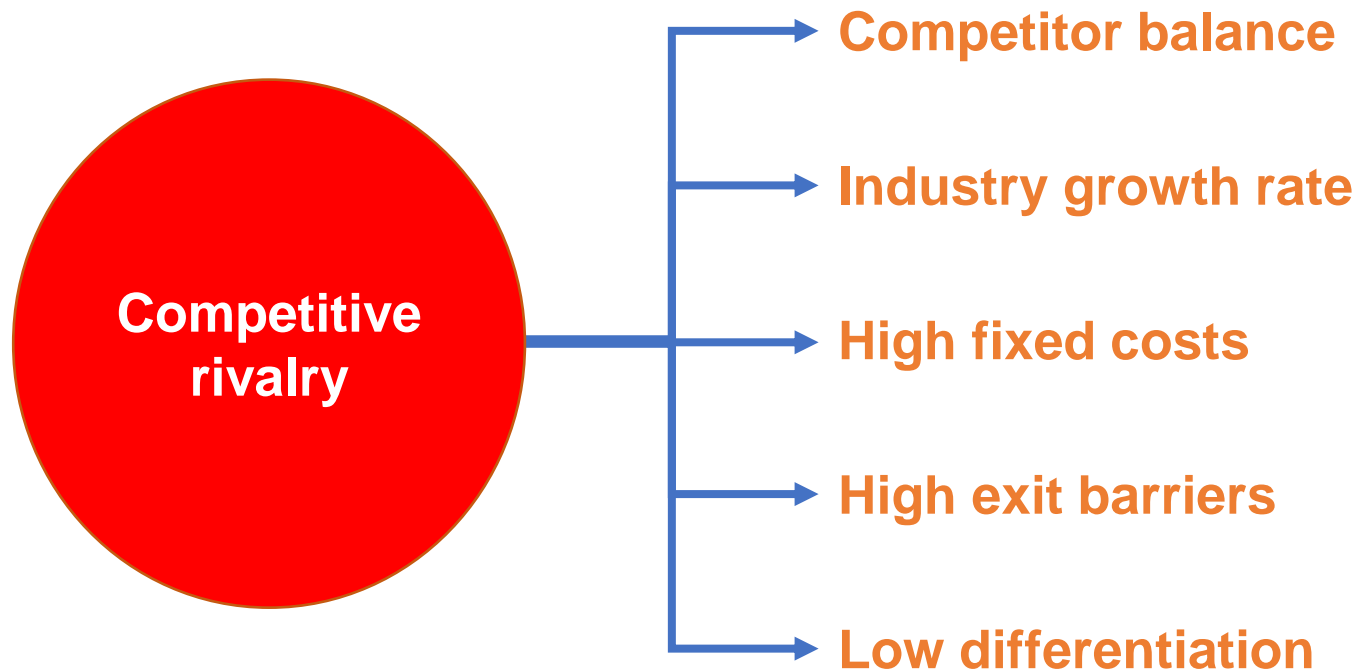 Competitive
rivalry
Competitor balance
Industry growth rate
High fixed costs
High exit barriers
Low differentiation